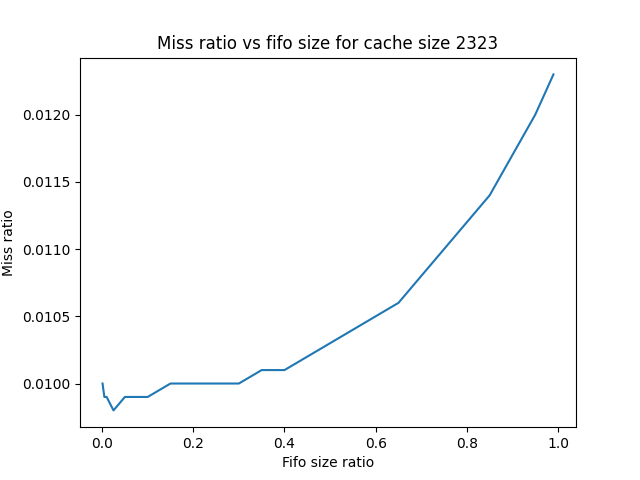 Miss ratio vs fifo size for cache size 2323
0.0120
0.0115
0.0110
0.0105
0.0100
Miss ratio
0.0 0.2 0.4 0.6 0.8 1.0
Fifo size ratio